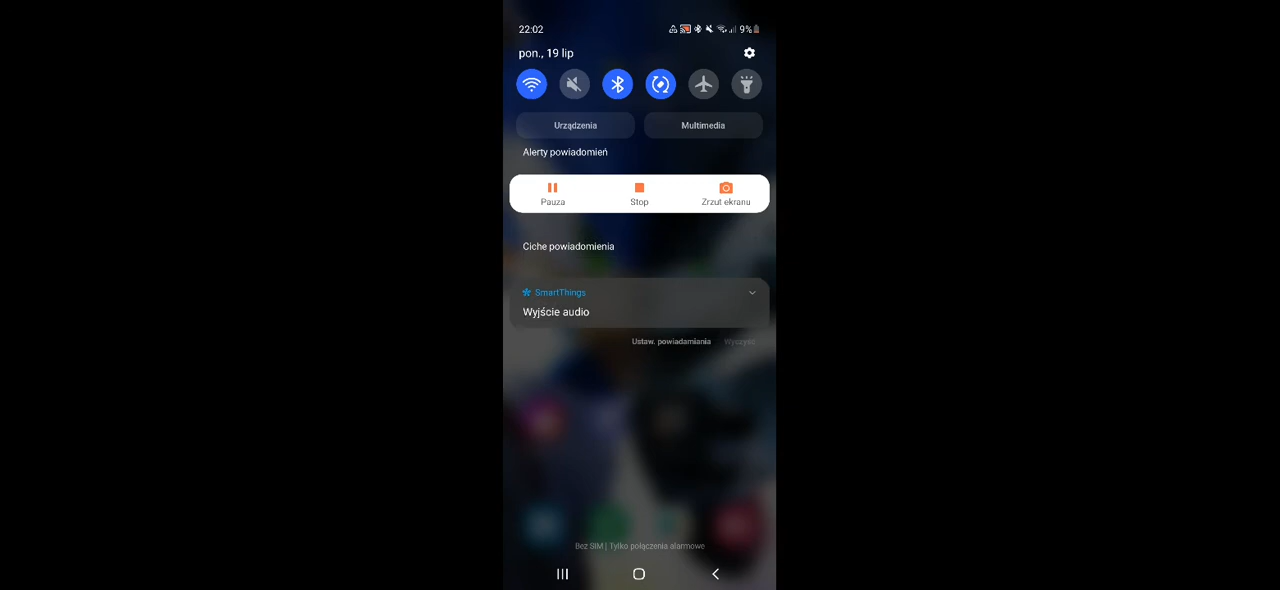 22:02 9%
pon., 19 lip
Urządzenia Multimedia
Alerty powiadomień
Pauza Stop Zrzut ekranu
Ciche powiadomienia
SmartThings
Wyjście audio
Ustaw. powiadamiania Wyczyść
Bez SIM | Tylko połączenia alarmowe